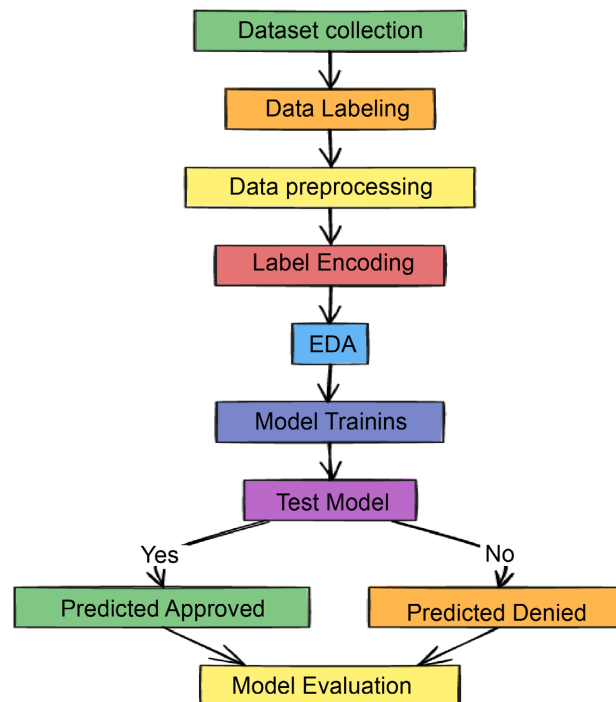 Dataset collection
Data Labeling
Data preprocessing
Label Encoding
EDA
Model Trainins
Test Model
Yes
No
Predicted Approved
Predicted Denied
Model Evaluation